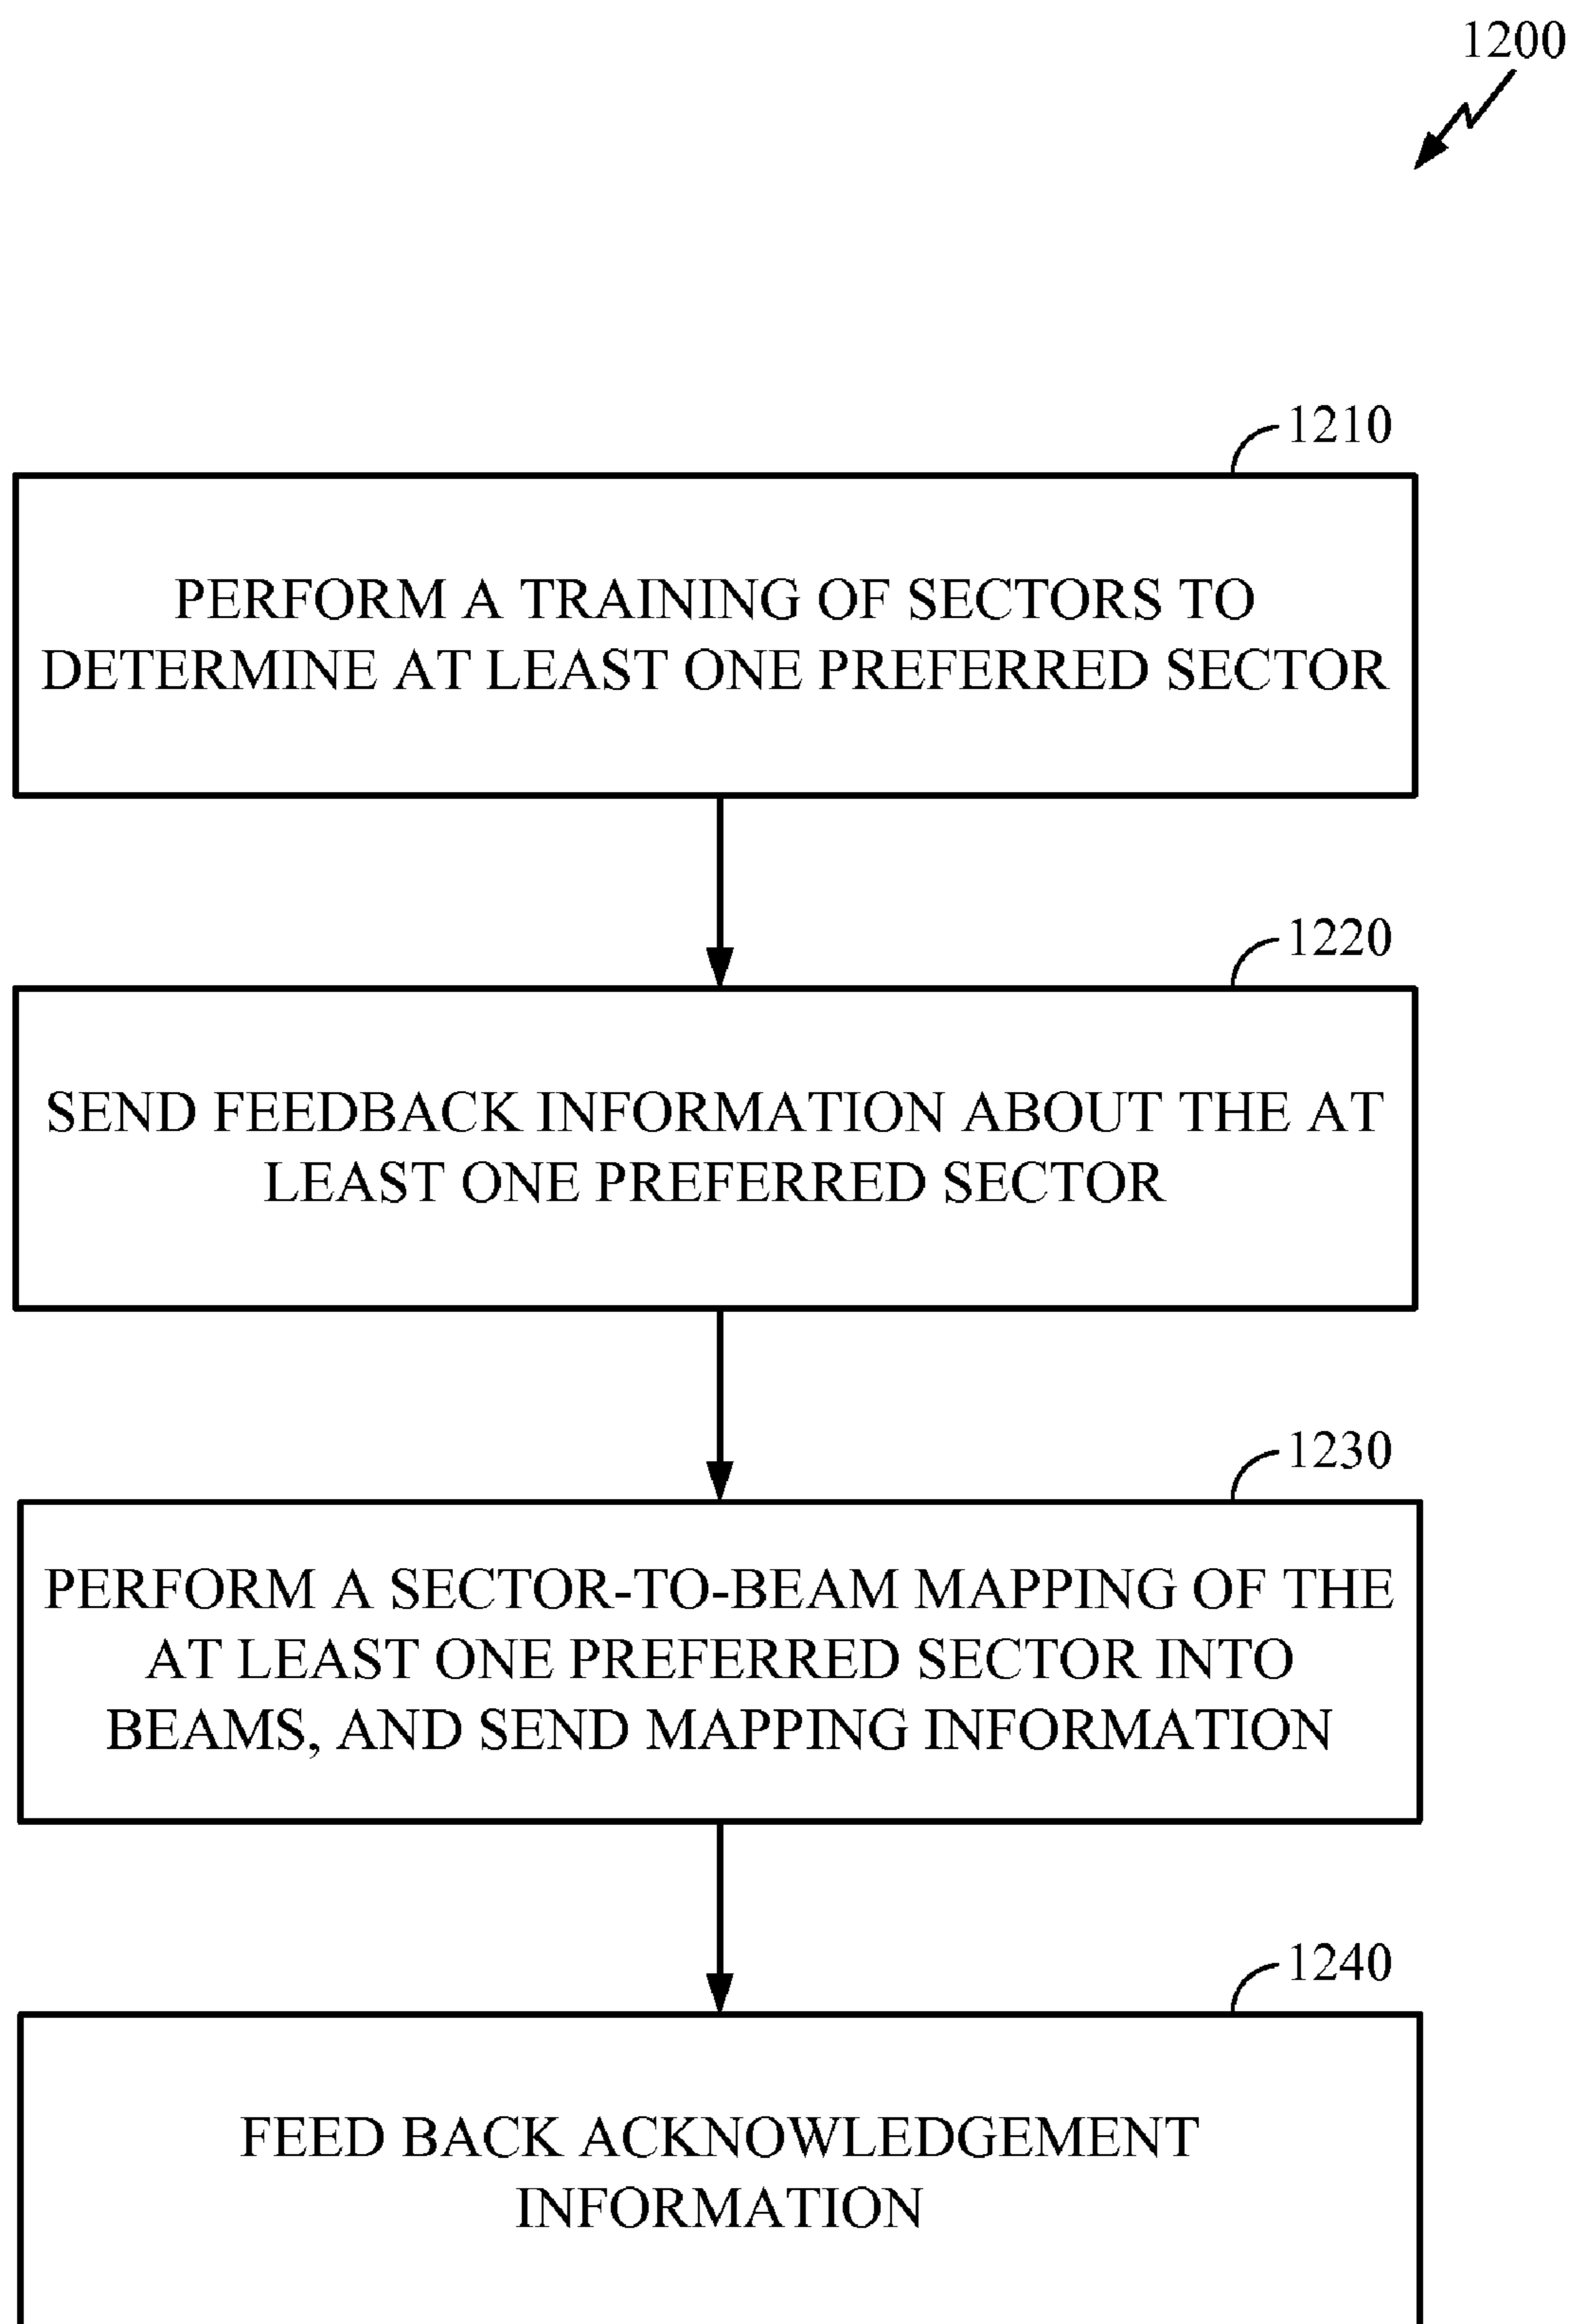 1200
1210
PERFORM A TRAINING OF SECTORS TO
DETERMINE AT LEAST ONE PREFERRED SECTOR
1220
SEND FEEDBACK INFORMATION ABOUT THE AT
LEAST ONE PREFERRED SECTOR
1230
PERFORM A SECTOR-TO-BEAM MAPPING OF THE
AT LEAST ONE PREFERRED SECTOR INTO
BEAMS, AND SEND MAPPING INFORMATION
1240
FEED BACK ACKNOWLEDGEMENT
INFORMATION